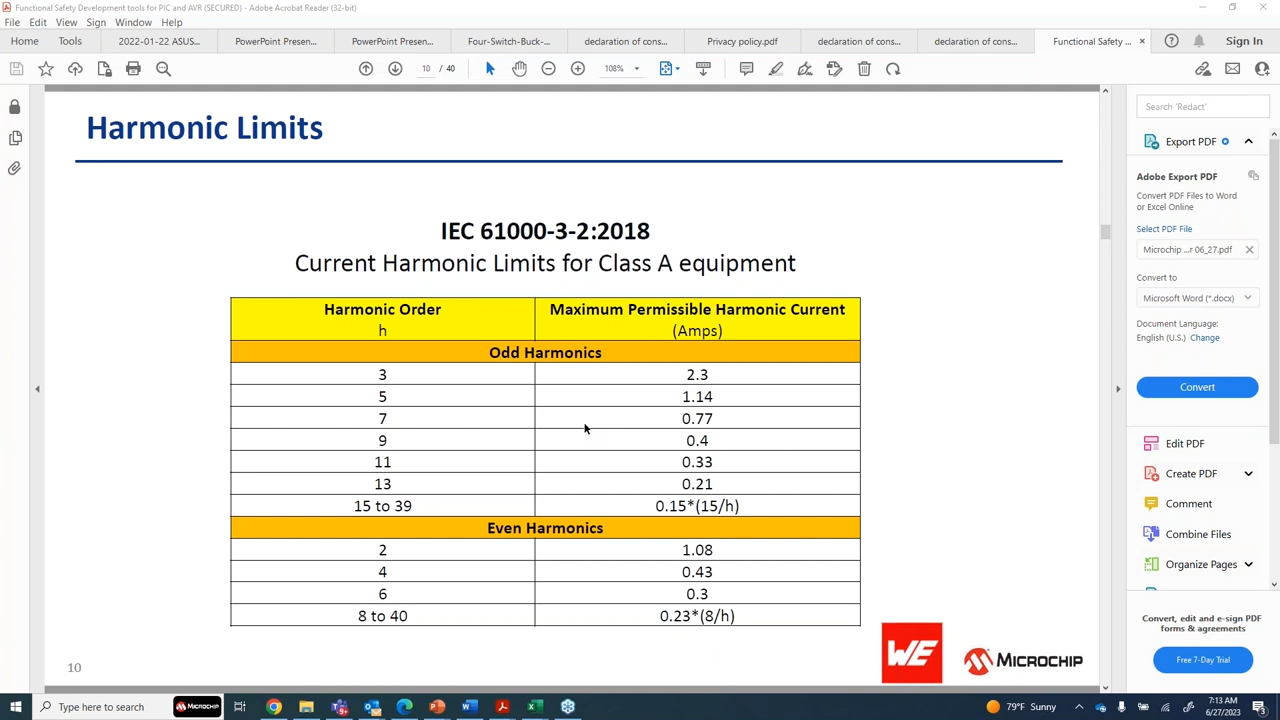 Functional Safety Development tools for PIC and AVR (SECURED) - Adobe Acrobat Reader (32-bit)
File Edit View Sign Window Help
Home Tools 2022-01-22 ASUS... PowerPoint Presen... PowerPoint Presen... Four-Switch-Buck-... declaration of cons... Privacy policy.pdf declaration of cons... declaration of cons... Functional Safety ... × Sign In
10 / 40 108%
Harmonic Limits
IEC 61000-3-2:2018
Current Harmonic Limits for Class A equipment
Harmonic Order Maximum Permissible Harmonic Current
h (Amps)
Odd Harmonics
3 2.3
5 1.14
7 0.77
9 0.4
11 0.33
13 0.21
15 to 39 0.15*(15/h)
Even Harmonics
2 1.08
4 0.43
6 0.3
8 to 40 0.23*(8/h)
10
WE MICROCHIP
Search 'Redact'
Export PDF
Adobe Export PDF
Convert PDF Files to Word
or Excel Online
Select PDF File
Microchip ...r 06_27.pdf
Convert to
Microsoft Word (*.docx)
Document Language:
English (U.S.) Change
Convert
Edit PDF
Create PDF
Comment
Combine Files
Organize Pages
Convert, edit and e-sign PDF
forms & agreements
Free 7-Day Trial
Type here to search MICROCHIP 79°F Sunny 7:13 AM
6/27/2023